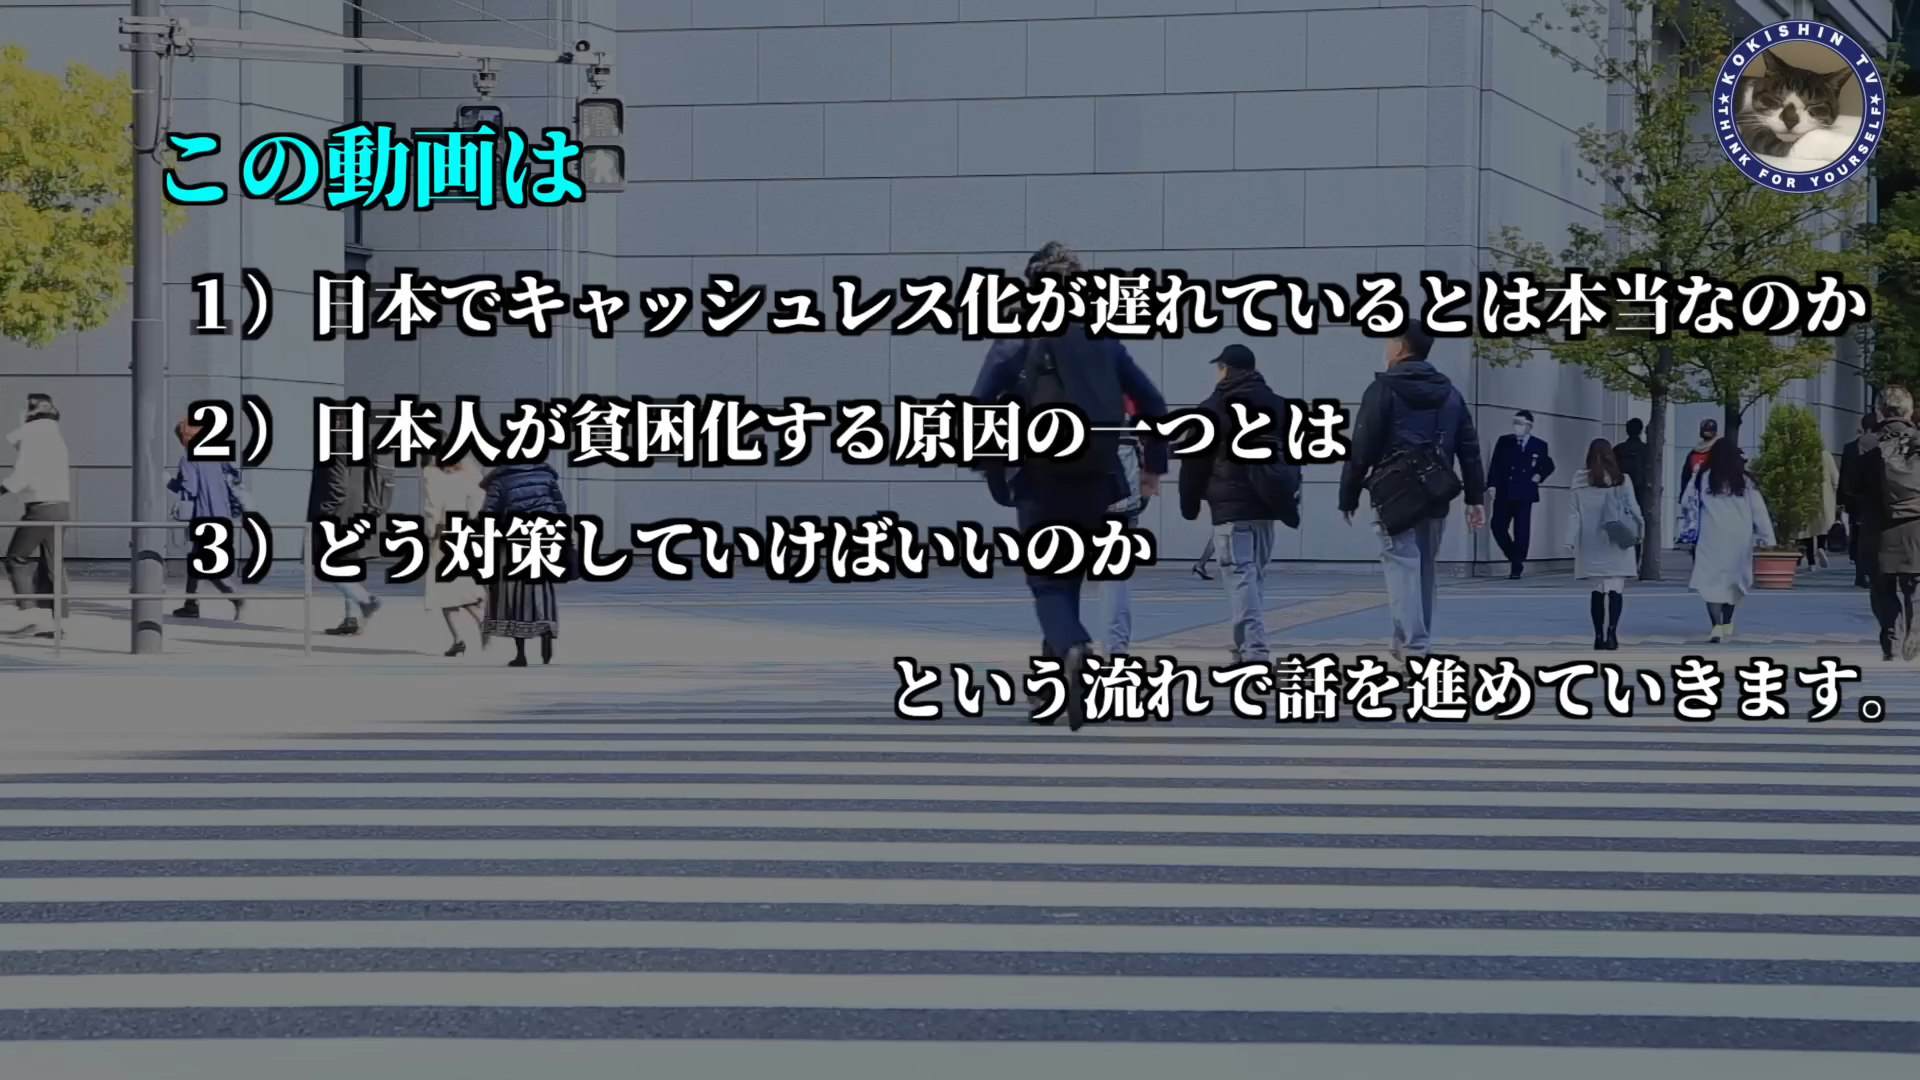 この動画は
１）日本でキャッシュレス化が遅れているとは本当なのか
２）日本人が貧困化する原因の一つとは
３）どう対策していけばいいのか
という流れで話を進めていきます。
★KOKISHIN TV★
THINK FOR YOURSELF